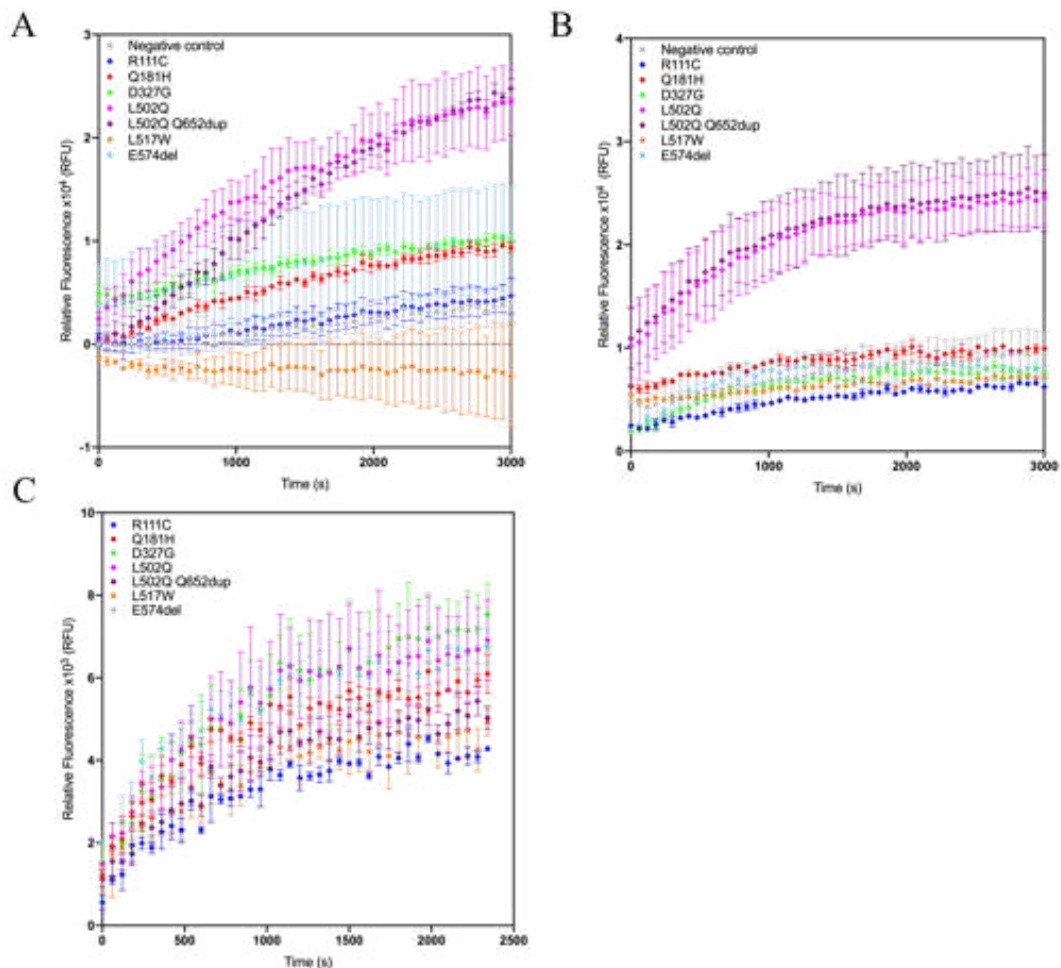 A
Relative Fluorescence x10⁴ (RFU)
3
2
1
0
-1
Negative control
R111C
Q181H
D327G
L502Q
L502Q Q652dup
L517W
E574del
0
1000
2000
3000
Time (s)
B
Relative Fluorescence x10⁴ (RFU)
4
3
2
1
0
Negative control
R111C
Q181H
D327G
L502Q
L502Q Q652dup
L517W
E574del
0
1000
2000
3000
Time (s)
C
Relative Fluorescence x10³ (RFU)
10
8
6
4
2
0
R111C
Q181H
D327G
L502Q
L502Q Q652dup
L517W
E574del
0
500
1000
1500
2000
2500
Time (s)